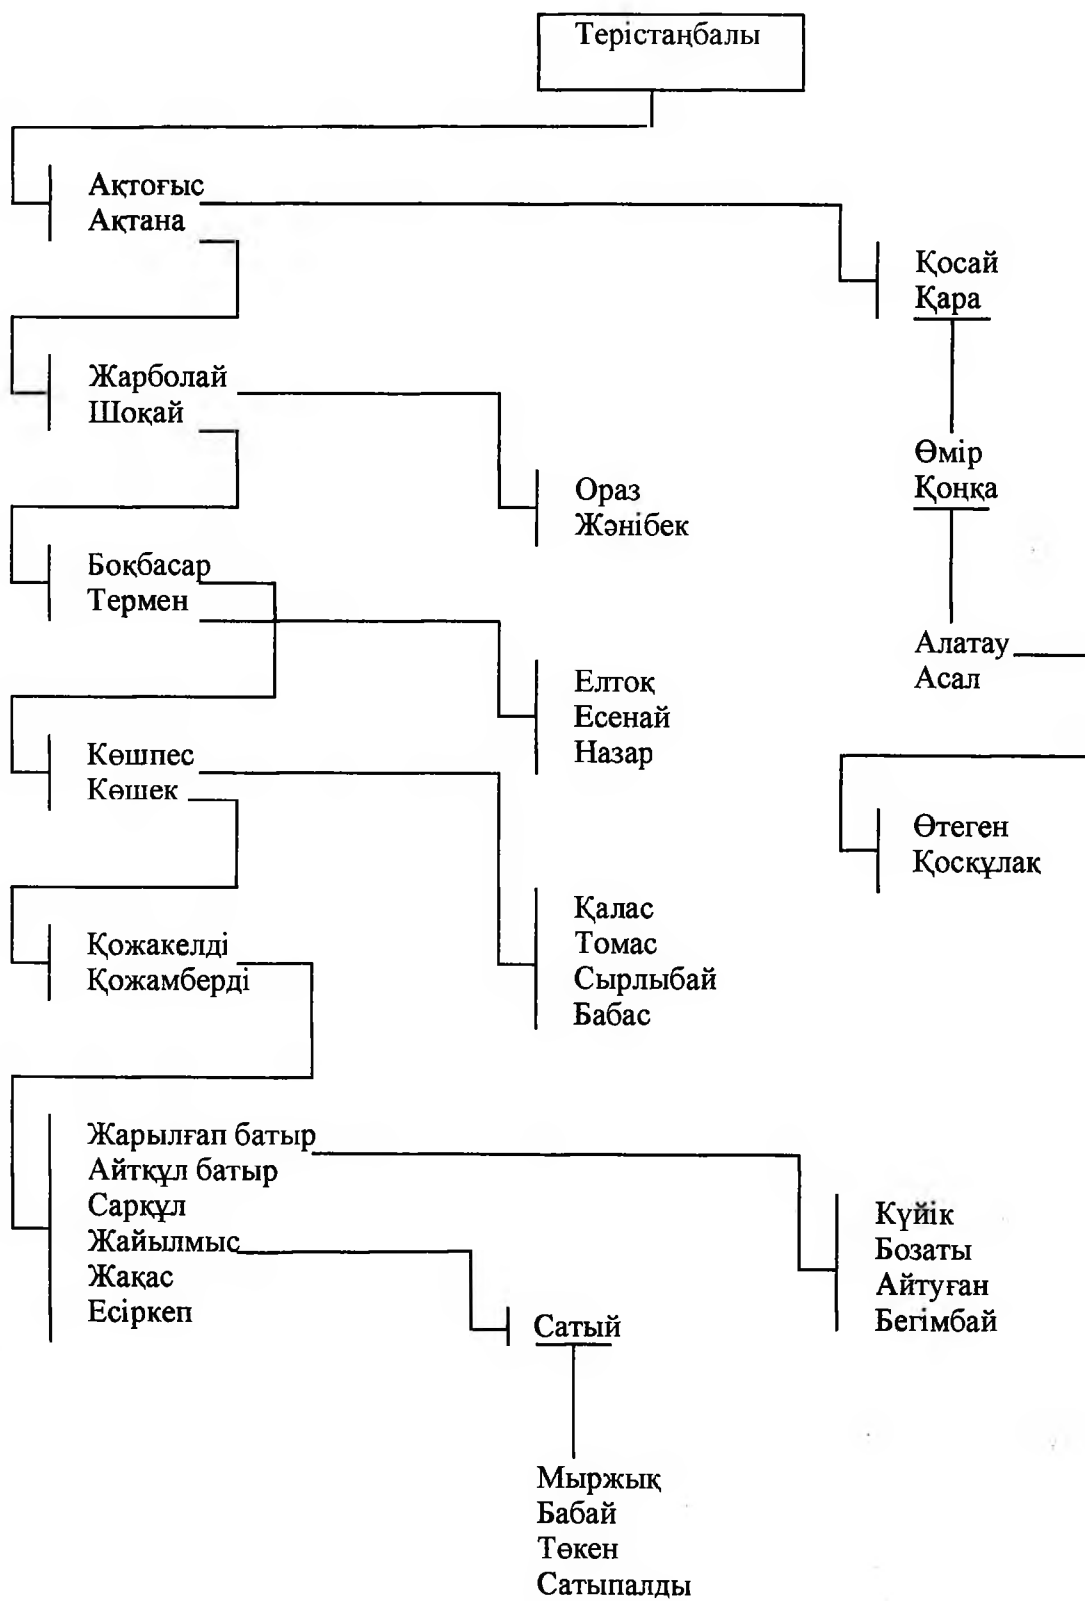 Терістаңбалы
Ақтоғыс
Ақтана
Қосай
Қара
Жарболай
Шоқай
Өмір
Қоңқа
Ораз
Жәнібек
Боқбасар
Термен
Алатау
Асал
Елтоқ
Есенай
Назар
Көшпес
Көшек
Өтеген
Қосқұлақ
Қалас
Томас
Сырлыбай
Бабас
Қожакелді
Қожамберді
Жарылғап батыр
Айтқұл батыр
Сарқұл
Жайылмыс
Жақас
Есіркеп
Күйік
Бозаты
Айтуған
Бегімбай
Сатый
Мыржық
Бабай
Төкен
Сатыпалды